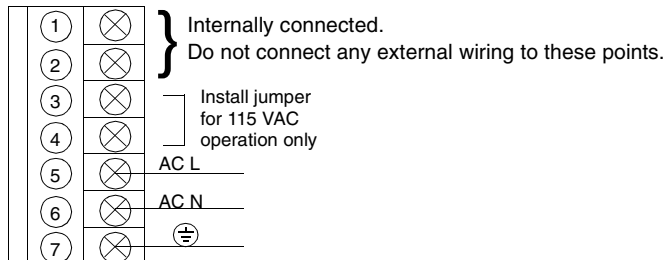 1
Internally connected.
2
Do not connect any external wiring to these points.
3
Install jumper
for 115 VAC
4
operation only
5
AC L
6
AC N
7